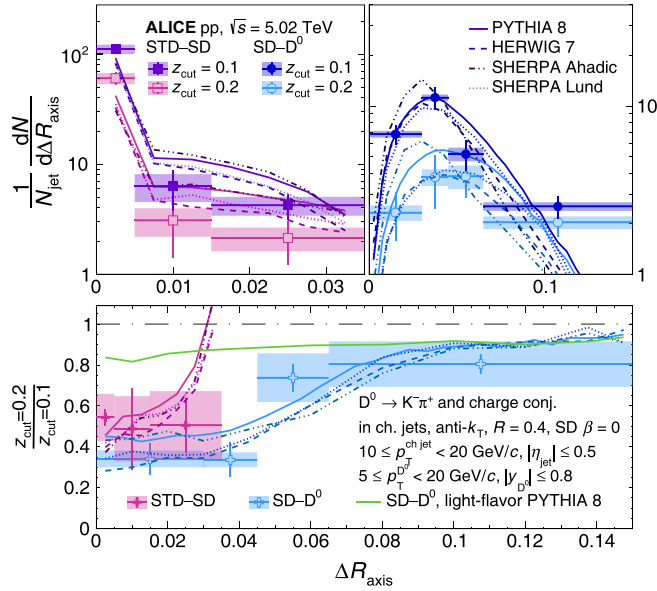 ALICE pp, √s = 5.02 TeV
STD–SD SD–D⁰
z_cut = 0.1 z_cut = 0.1
z_cut = 0.2 z_cut = 0.2
PYTHIA 8
HERWIG 7
SHERPA Ahadic
SHERPA Lund
1/N_jet dN/dΔR_axis
10²
10
1
0 0.01 0.02 0.03
10
1
0 0.1
z_cut=0.2/z_cut=0.1
1
0.8
0.6
0.4
0.2
0
D⁰ → K⁻π⁺ and charge conj.
in ch. jets, anti-k_T, R = 0.4, SD β = 0
10 ≤ p_T^ch jet < 20 GeV/c, |η_jet| ≤ 0.5
5 ≤ p_T^D⁰ < 20 GeV/c, |y_D⁰| ≤ 0.8
STD–SD SD–D⁰ SD–D⁰, light-flavor PYTHIA 8
0 0.02 0.04 0.06 0.08 0.1 0.12 0.14
ΔR_axis